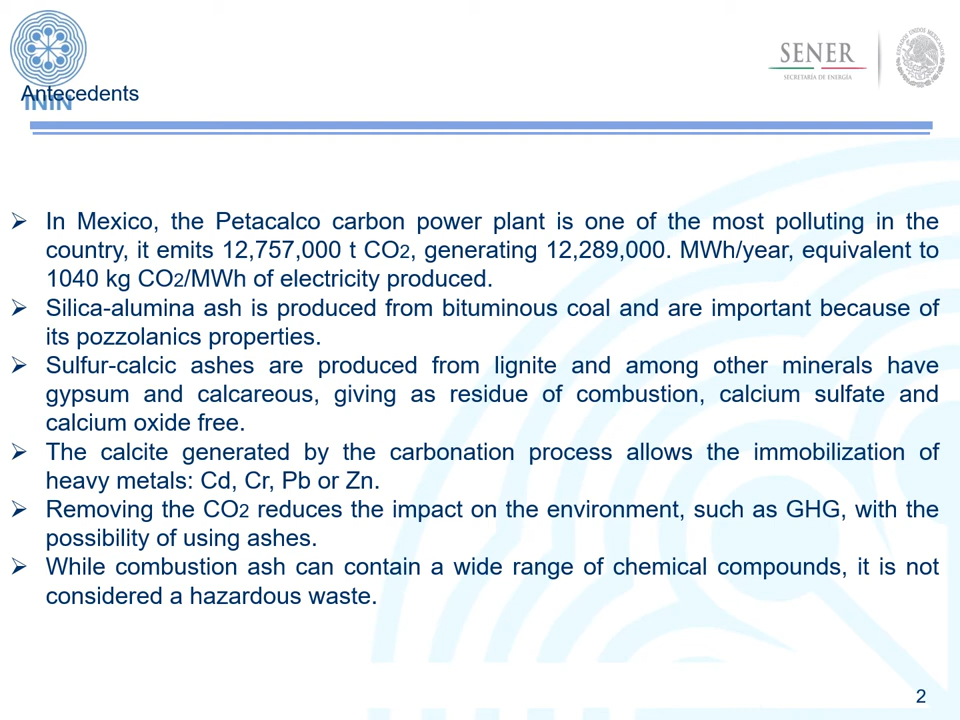 SENER
SECRETARÍA DE ENERGÍA
ESTADOS UNIDOS MEXICANOS
Antecedents
ININ
➢ In Mexico, the Petacalco carbon power plant is one of the most polluting in the
country, it emits 12,757,000 t CO2, generating 12,289,000. MWh/year, equivalent to
1040 kg CO2/MWh of electricity produced.
➢ Silica-alumina ash is produced from bituminous coal and are important because of
its pozzolanics properties.
➢ Sulfur-calcic ashes are produced from lignite and among other minerals have
gypsum and calcareous, giving as residue of combustion, calcium sulfate and
calcium oxide free.
➢ The calcite generated by the carbonation process allows the immobilization of
heavy metals: Cd, Cr, Pb or Zn.
➢ Removing the CO2 reduces the impact on the environment, such as GHG, with the
possibility of using ashes.
➢ While combustion ash can contain a wide range of chemical compounds, it is not
considered a hazardous waste.
2